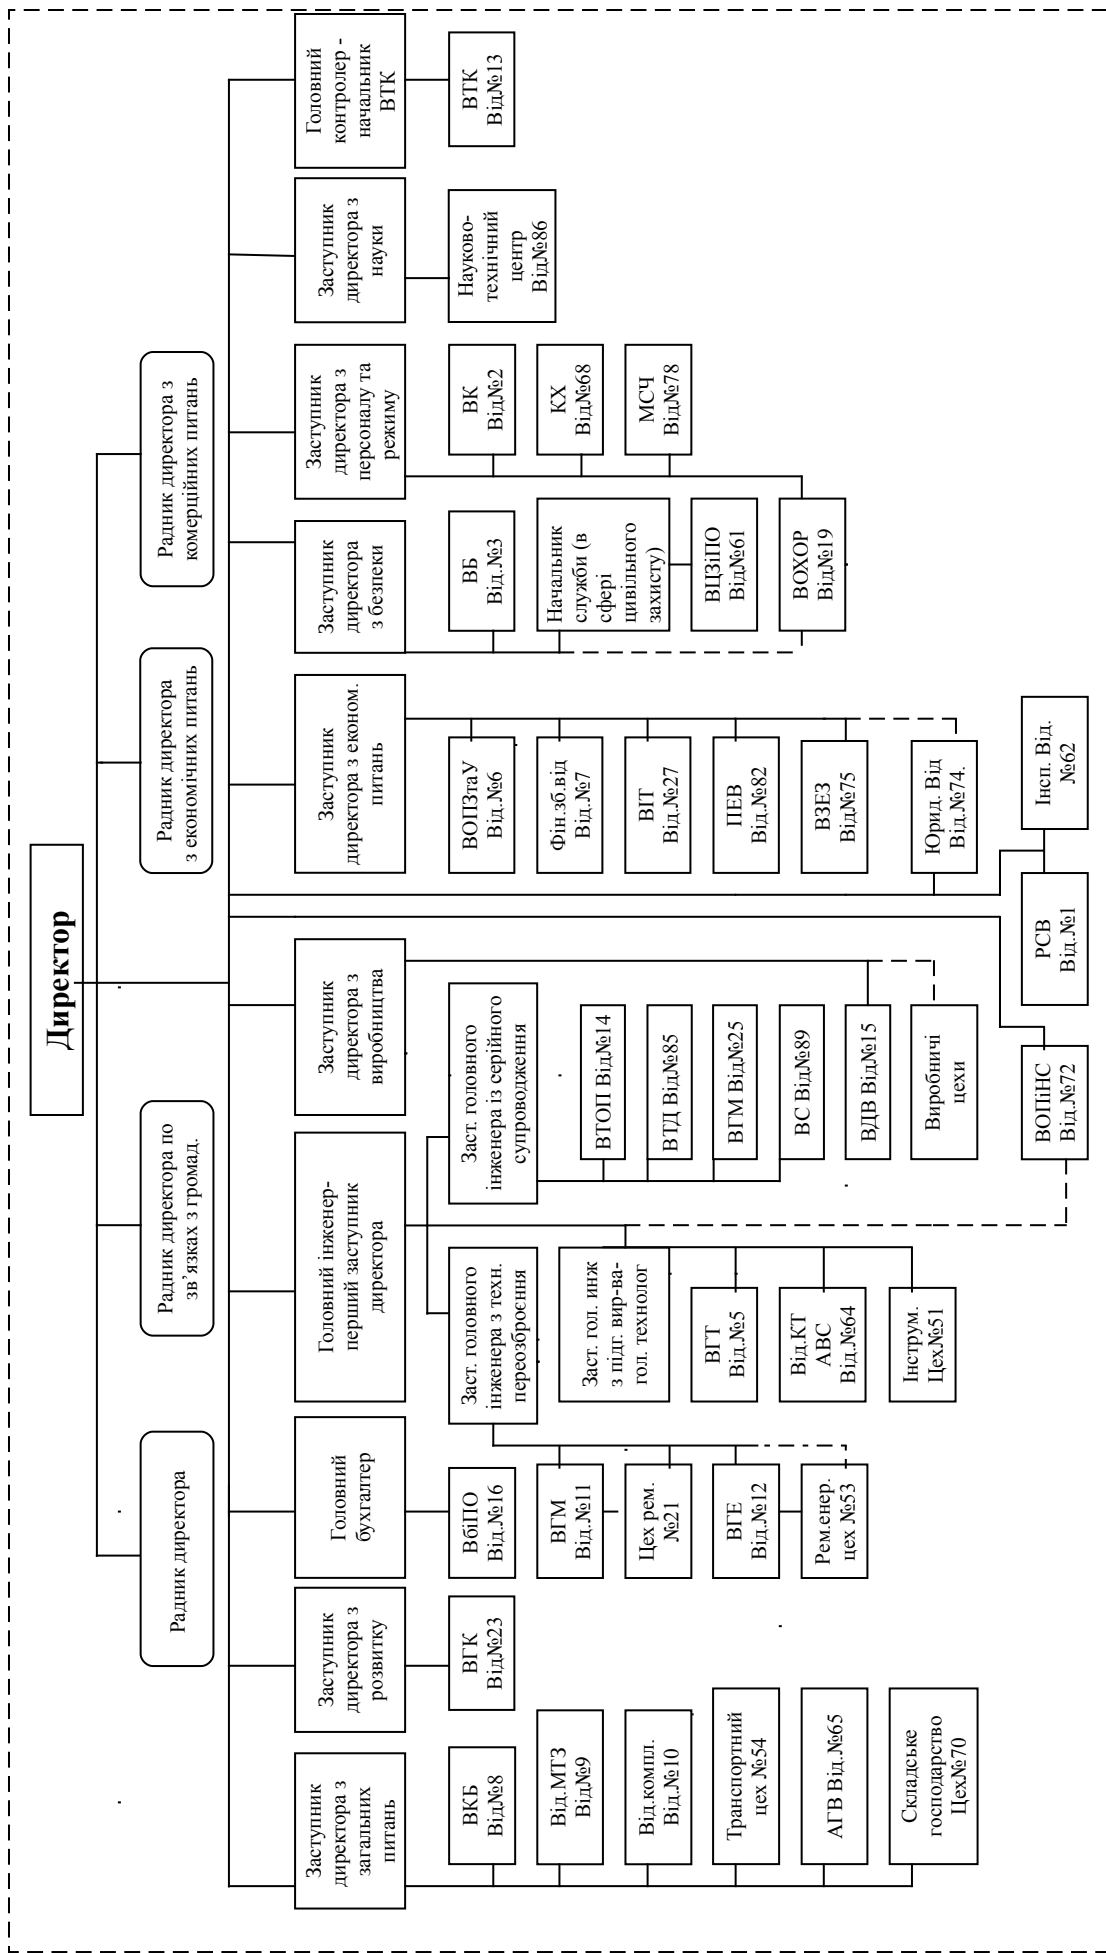 Директор
Радник директора
Радник директора по
зв’язках з громад.
Радник директора
з економічних питань
Радник директора з
комерційних питань
Заступник
директора з
загальних
питань
Заступник
директора з
розвитку
Головний
бухгалтер
Головний інженер-
перший заступник
директора
Заступник
директора з
виробництва
Заступник
директора з економ.
питань
Заступник
директора
з безпеки
Заступник
директора з
персоналу та
режиму
Заступник
директора з
науки
Головний
контролер -
начальник
ВТК
ВКБ
Від№8
Від.МТЗ
Від№9
Від.компл.
Від.№10
Транспортний
цех №54
АГВ Від.№65
Складське
господарство
Цех№70
ВГК
Від№23
ВбіПО
Від.№16
ВГМ
Від.№11
Цех рем.
№21
ВГЕ
Від.№12
Рем.енер.
цех №53
Заст. головного
інженера з техн.
переозброєння
Заст. гол. инж
з підг. вир-ва-
гол. технолог
ВГТ
Від.№5
Від.КТ
АВС
Від.№64
Інструм.
Цех№51
Заст. головного
інженера із серійного
супроводження
ВТОП Від№14
ВТД Від№85
ВГМ Від№25
ВС Від№89
ВДВ Від№15
Виробничі
цехи
ВОПіНС
Від.№72
ВОПЗтаУ
Від.№6
Фін.зб.від
Від.№7
ВІТ
Від.№27
ПЕВ
Від.№82
ВЗЕЗ
Від№75
Юрид. Від
Від.№74.
РСВ
Від.№1
Інсп. Від.
№62
ВБ
Від.№3
Начальник
служби (в
сфері
цивільного
захисту)
ВЦЗіПО
Від№61
ВОХОР
Від№19
ВК
Від№2
КХ
Від№68
МСЧ
Від№78
Науково-
технічний
центр
Від№86
ВТК
Від№13